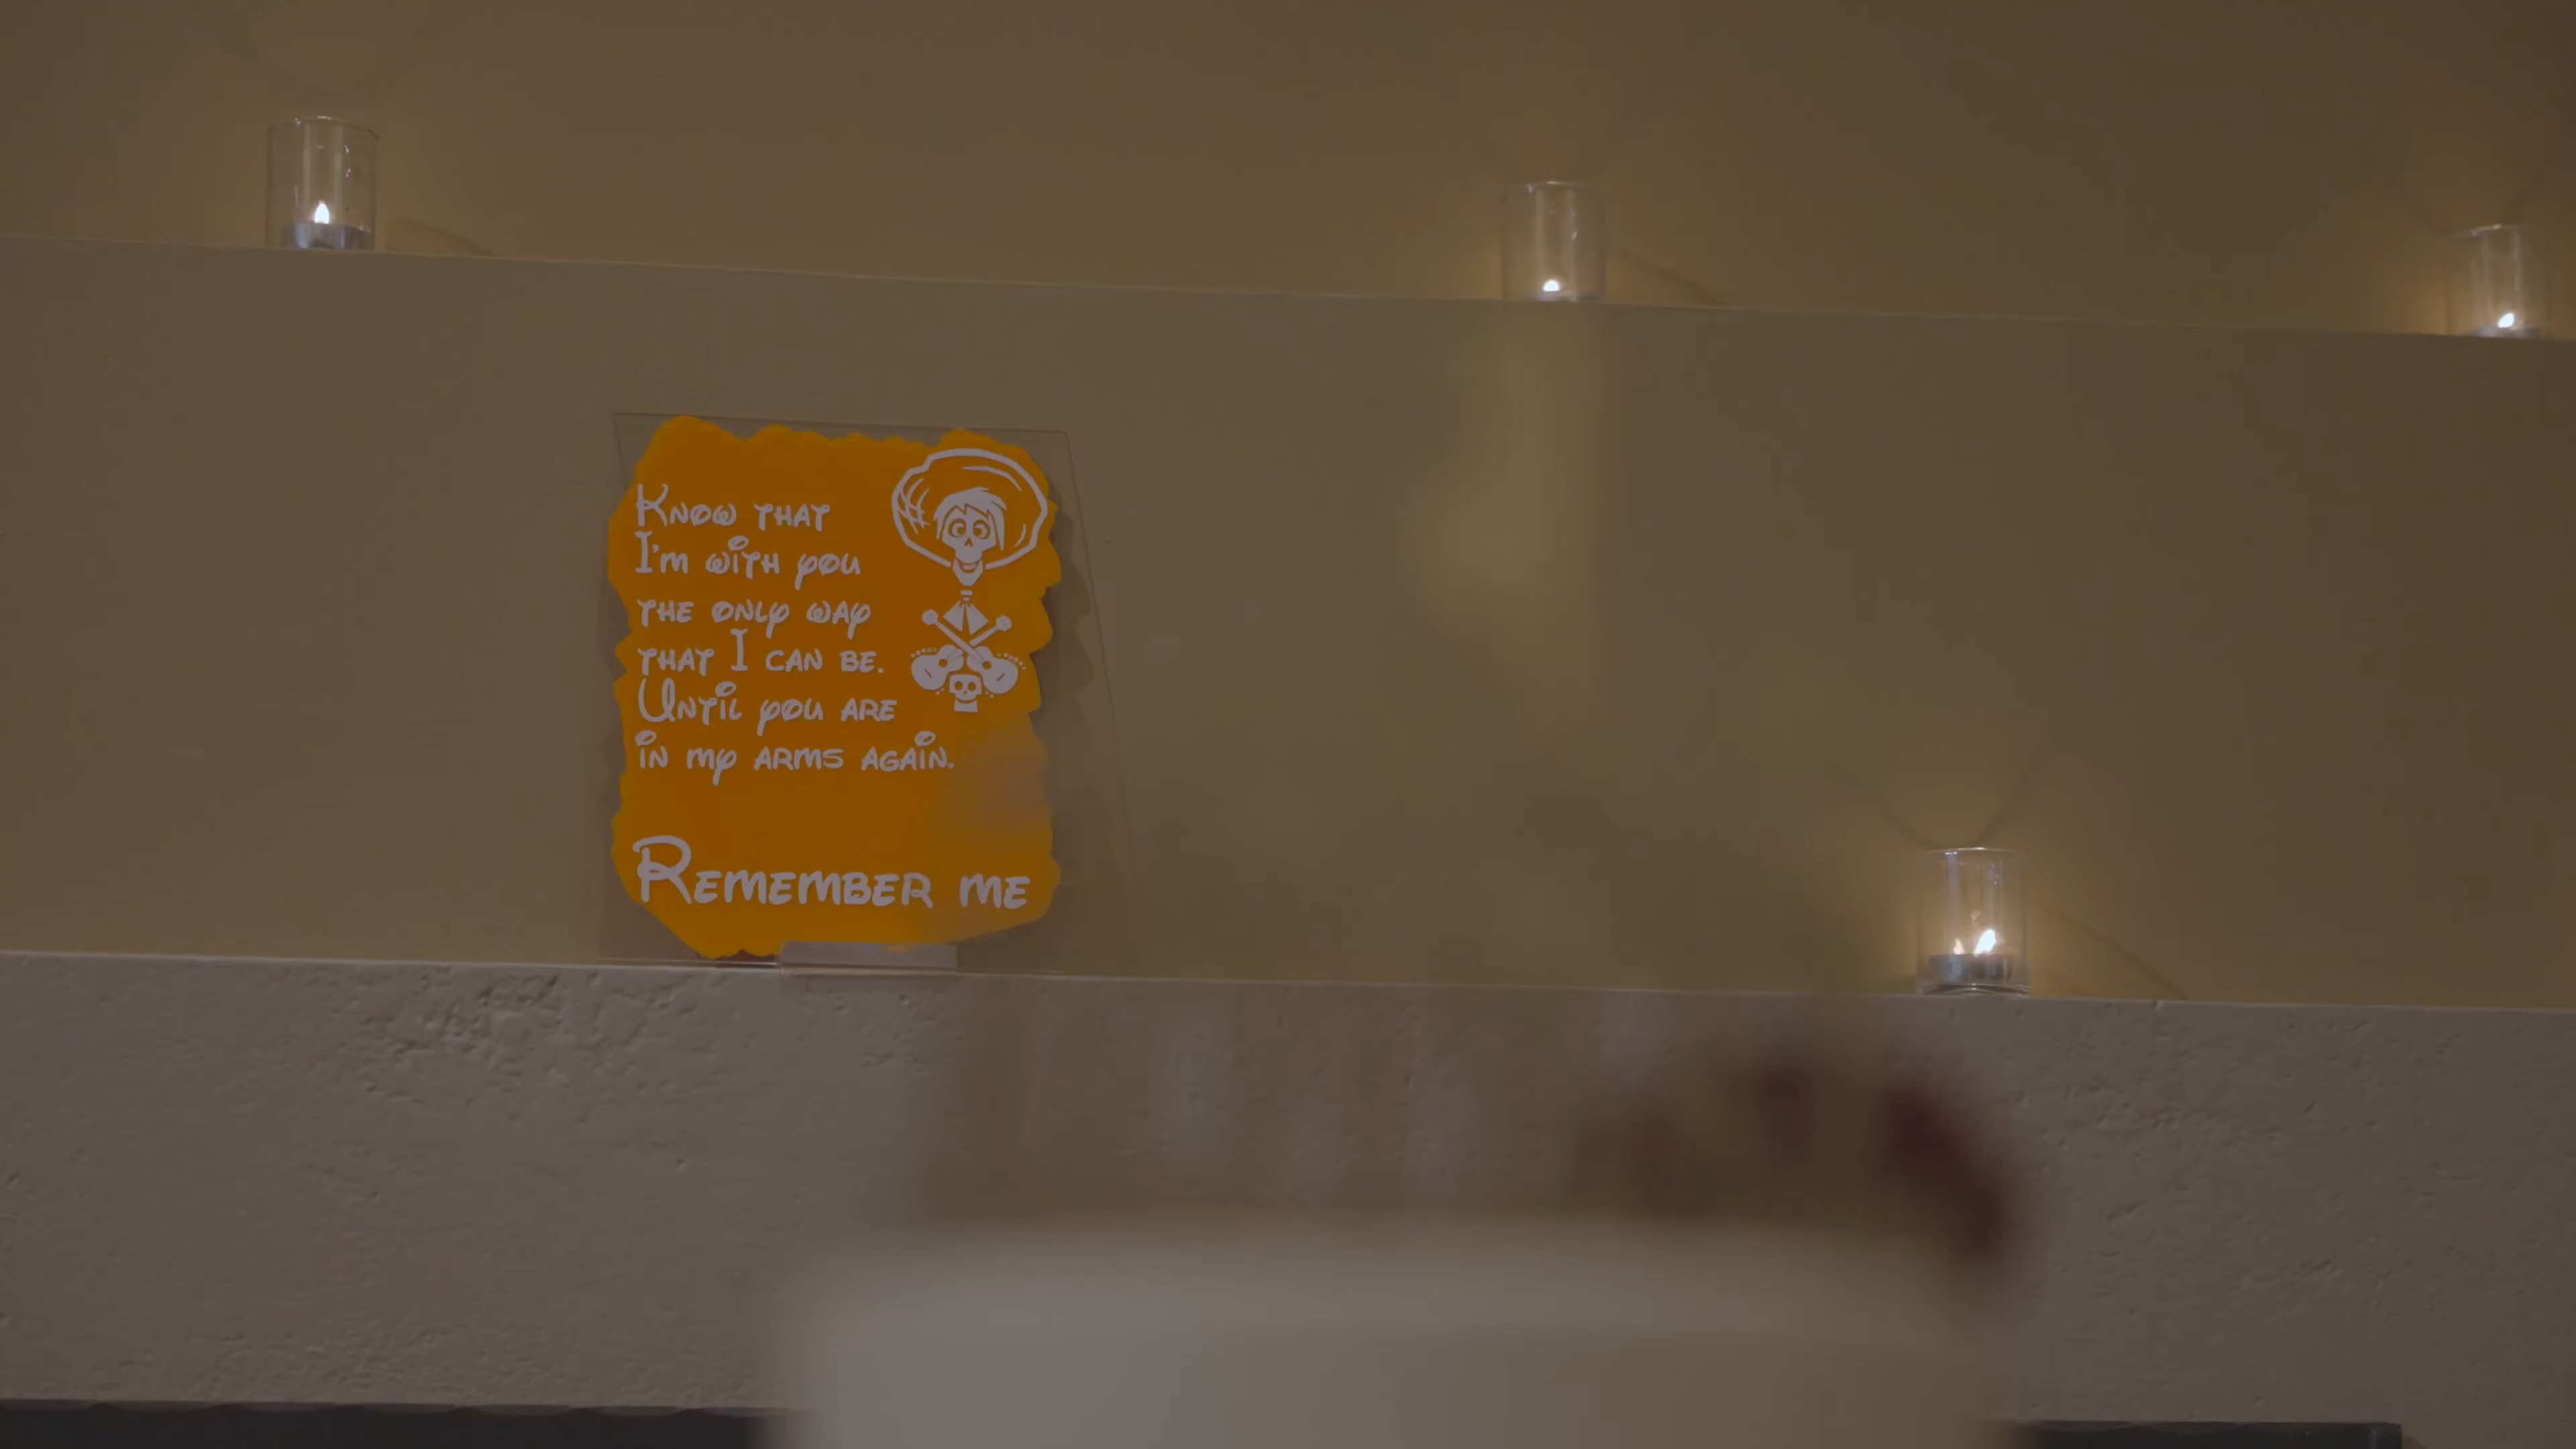 Know that
I'm with you
the only way
that I can be.
Until you are
in my arms again.
Remember me